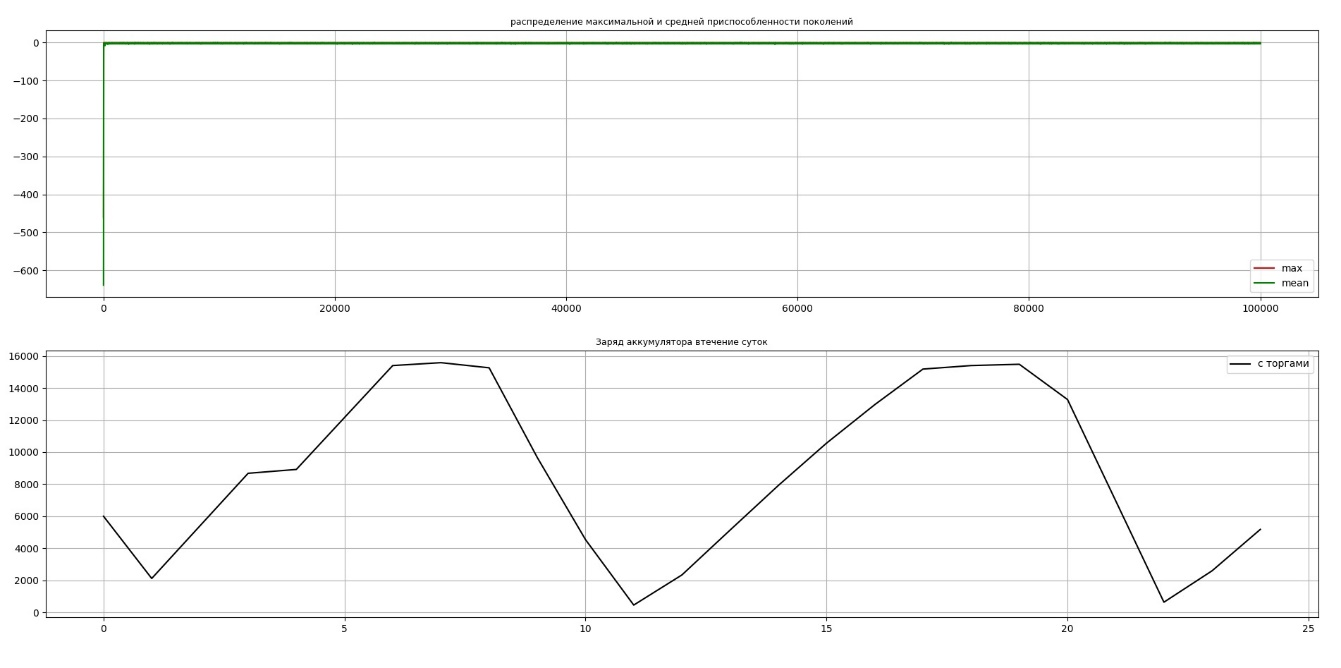 распределение максимальной и средней приспособленности поколений
0
−100
−200
−300
−400
−500
−600
max
mean
0 20000 40000 60000 80000 100000
Заряд аккумулятора втечение суток
16000
с торгами
14000
12000
10000
8000
6000
4000
2000
0
0 5 10 15 20 25